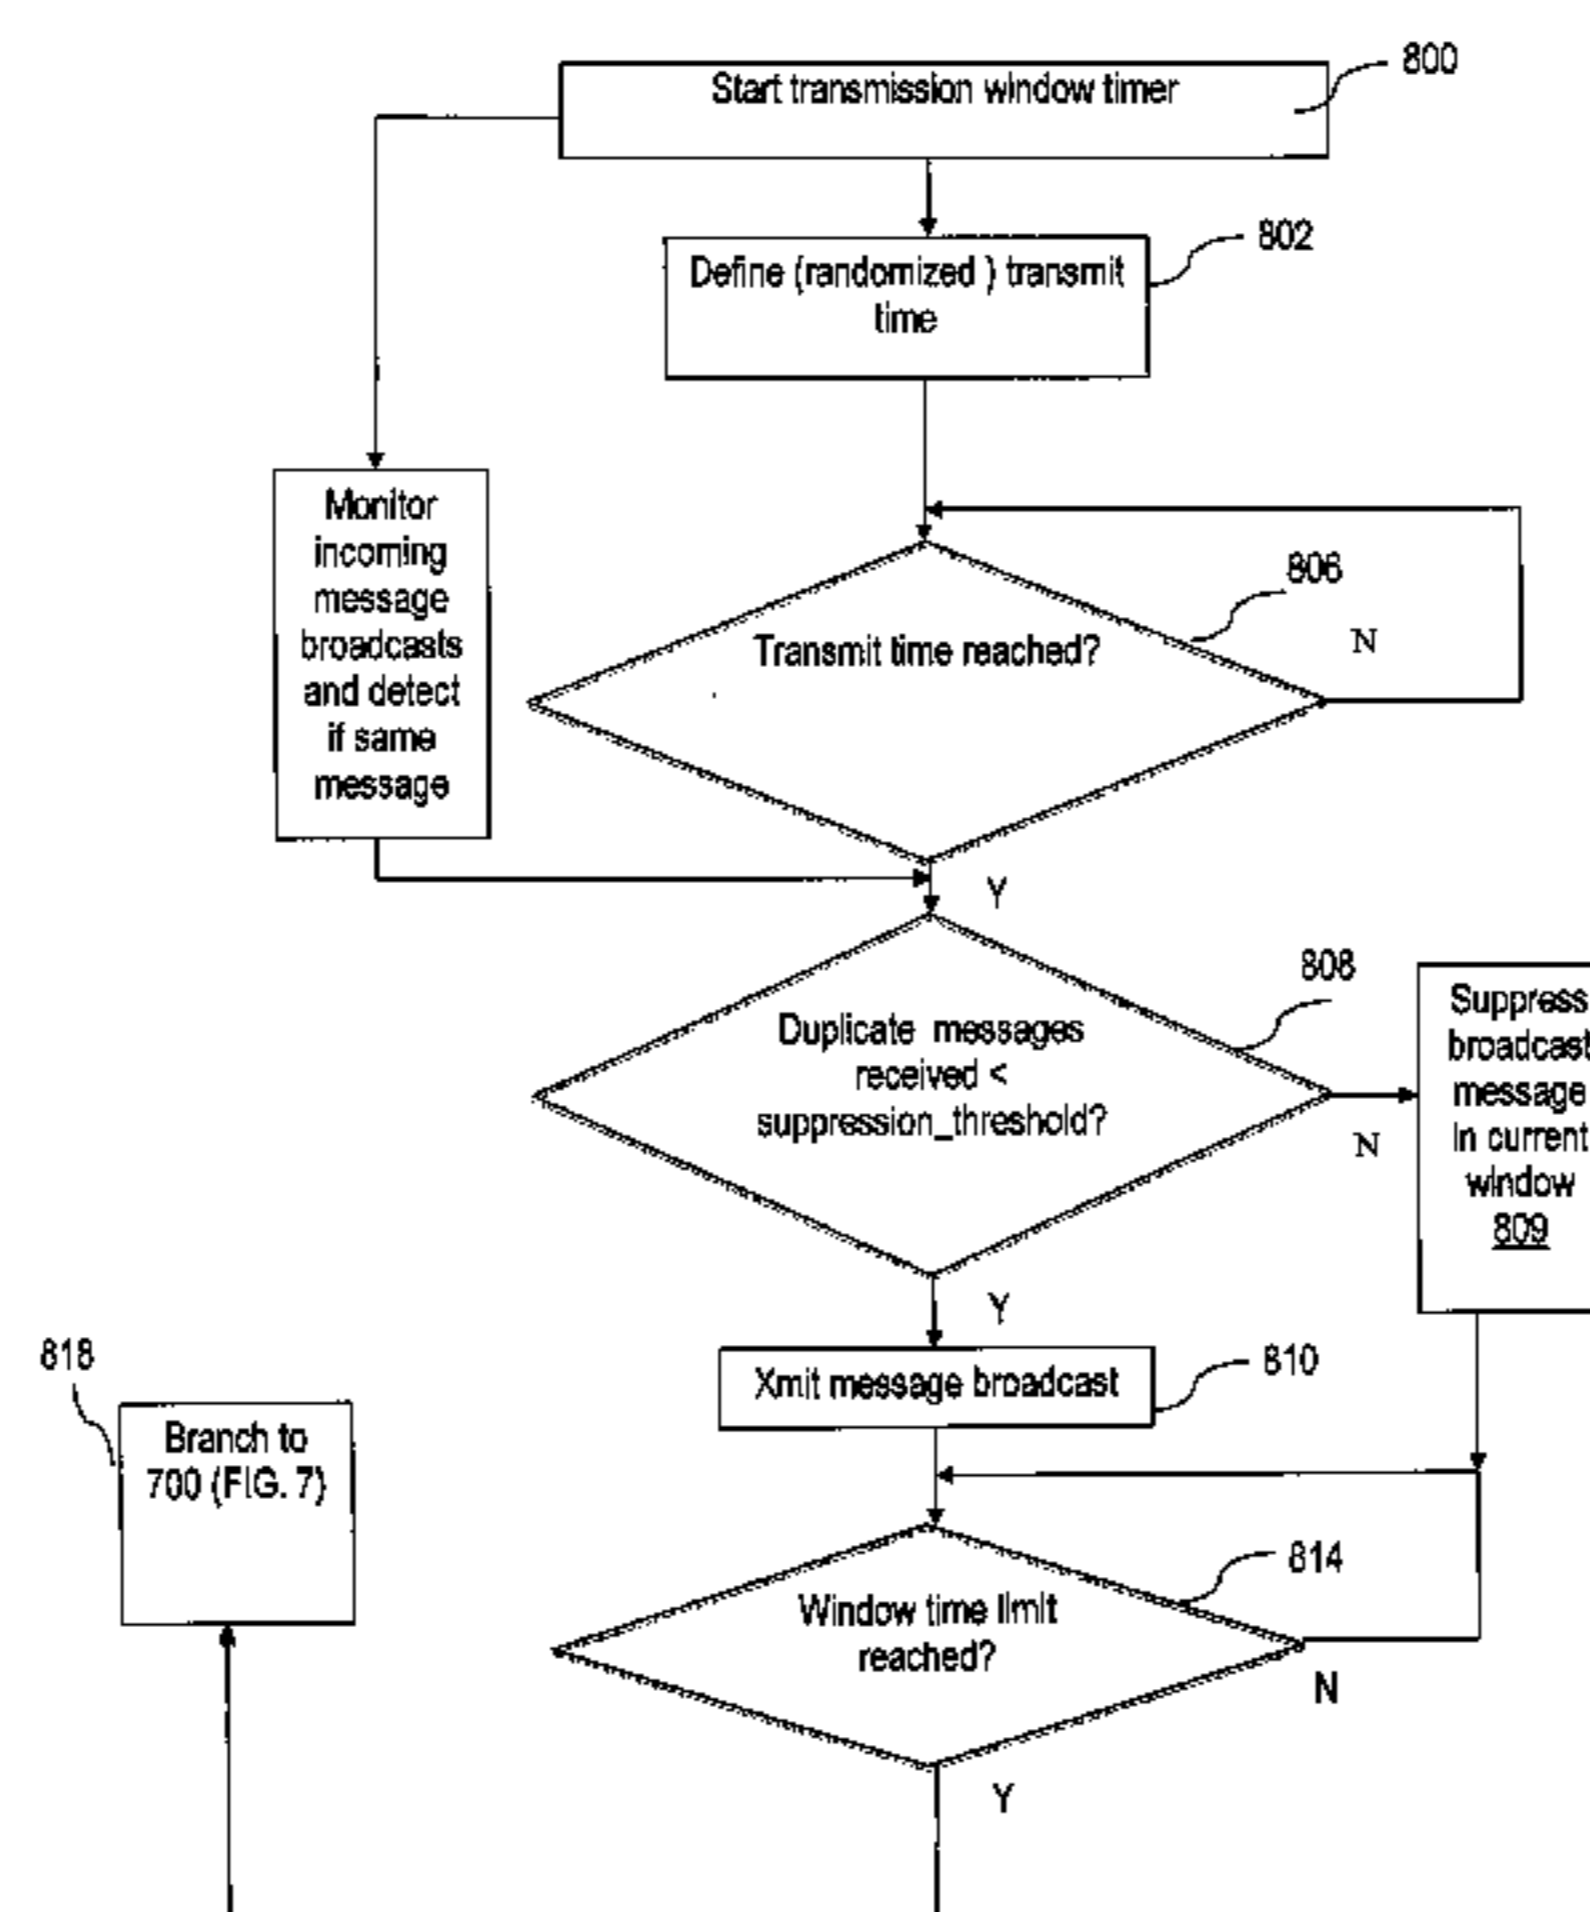 800
Start transmission window timer
802
Define (randomized ) transmit
time
Monitor
incoming
message
broadcasts
and detect
if same
message
806
Transmit time reached?
N
Y
808
Duplicate messages
received <
suppression_threshold?
N
Suppress
broadcast
message
in current
window
809
Y
818
Branch to
700 (FIG. 7)
Xmit message broadcast
810
814
Window time limit
reached?
N
Y